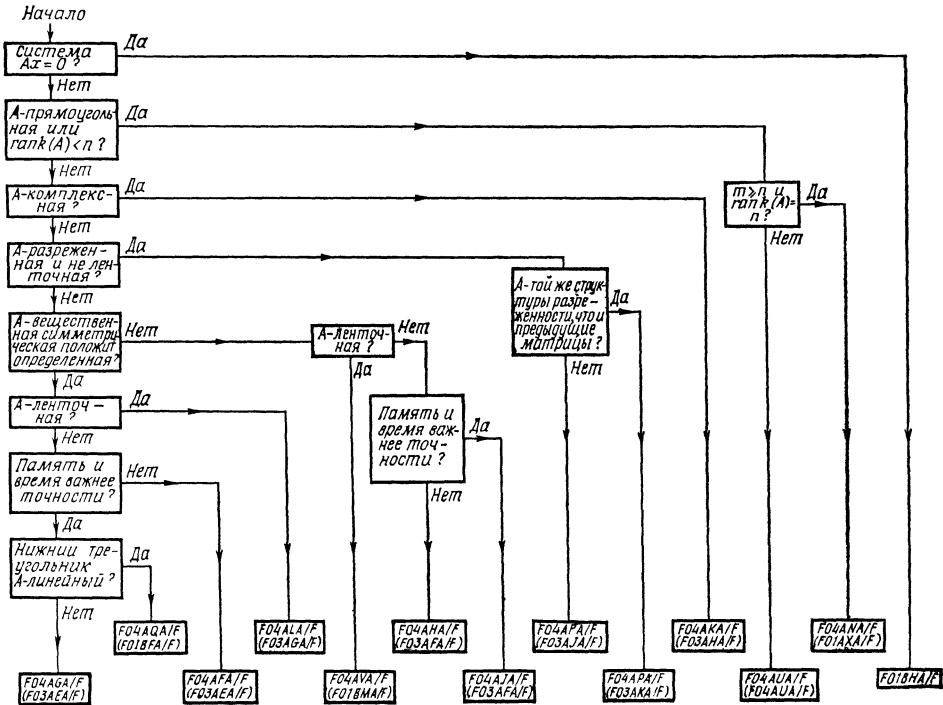 Начало
Система
Ax = 0 ?
Да
Нет
A-прямоуголь-
ная или
rank(A)<n ?
Да
Нет
A-комплекс-
ная ?
Да
Нет
m⩾n и
rank(A)=
n ?
Да
Нет
A-разрежен-
ная и не лен-
точная ?
Да
Нет
A-той же струк-
туры разре-
женности, что и
предыдущие
матрицы ?
Да
Нет
A-веществен-
ная симметри-
ческая положит
определенная?
Нет
Да
A-ленточ-
ная ?
Нет
Да
A-ленточ-
ная ?
Да
Нет
Память и
время важ-
нее точ-
ности ?
Да
Нет
Память и
время важнее
точности ?
Нет
Да
Нижний тре-
угольник
A-линейный ?
Да
Нет
F04AQA/F
(F01BFA/F)
F04ALA/F
(F03AGA/F)
F04AHA/F
(F03AFA/F)
F04APA/F
(F03AJA/F)
F04AKA/F
(F03AHA/F)
F04ANA/F
(F01AXA/F)
F04AGA/F
(F03AEA/F)
F04AFA/F
(F03AEA/F)
F04AVA/F
(F01BMA/F)
F04AJA/F
(F03AFA/F)
F04APA/F
(F03AKA/F)
F04AUA/F
(F04AUA/F)
F01BHA/F